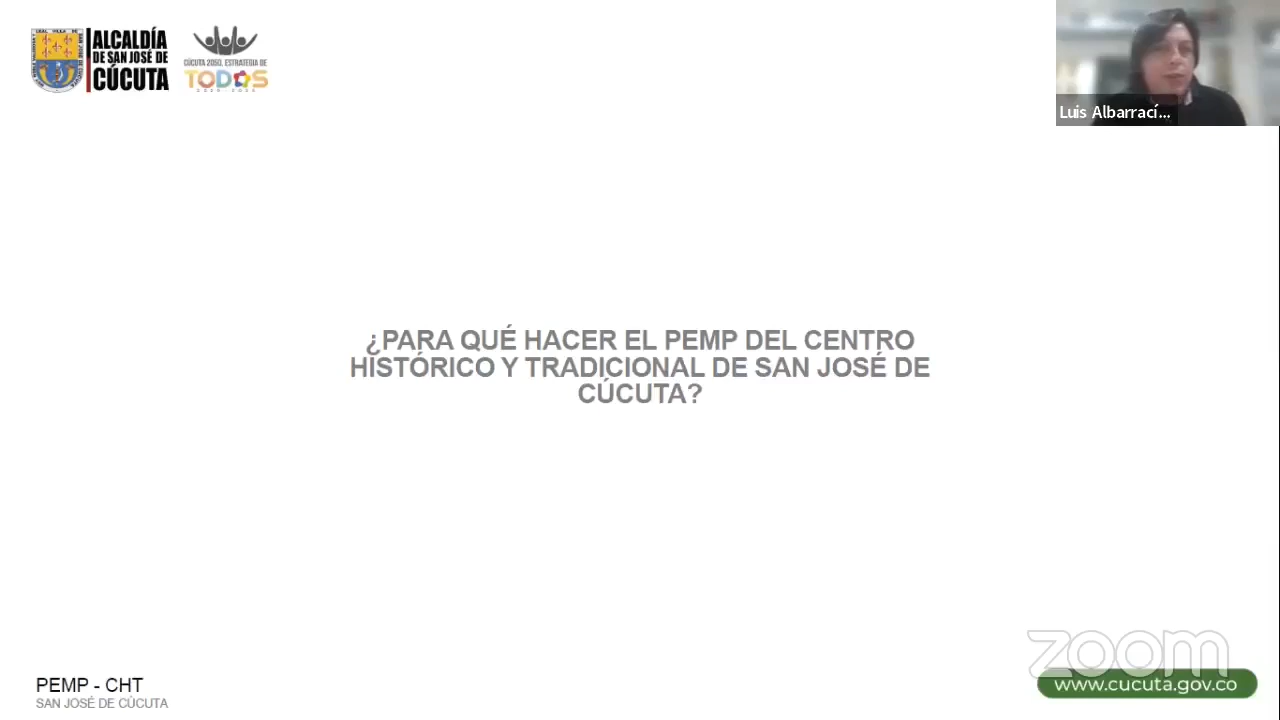 ALCALDÍA
DE SAN JOSÉ DE
CÚCUTA
CÚCUTA 2050, ESTRATEGIA DE
TODOS
Luis Albarrací...
¿PARA QUÉ HACER EL PEMP DEL CENTRO
HISTÓRICO Y TRADICIONAL DE SAN JOSÉ DE
CÚCUTA?
zoom
www.cucuta.gov.co
PEMP - CHT
SAN JOSÉ DE CÚCUTA